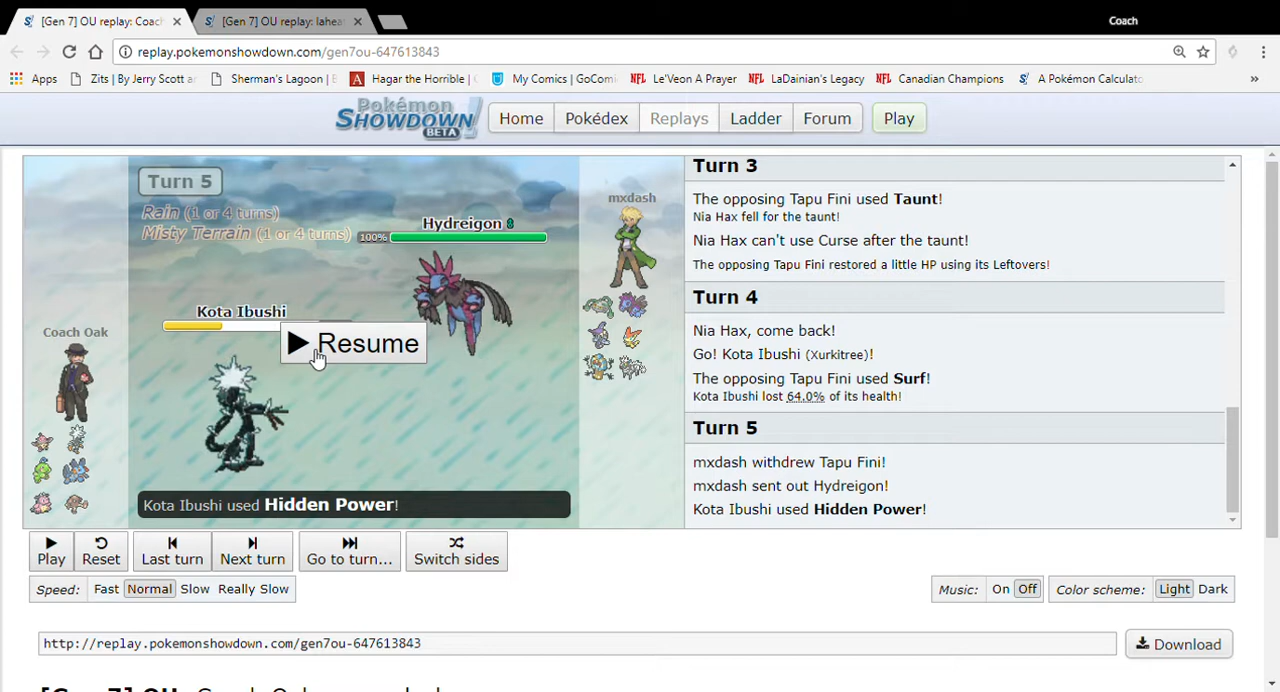 [Gen 7] OU replay: Coac
[Gen 7] OU replay: lahea
Coach
replay.pokemonshowdown.com/gen7ou-647613843
Apps
Zits | By Jerry Scott a
Sherman's Lagoon |
Hagar the Horrible |
My Comics | GoComi
Le'Veon A Prayer
LaDainian's Legacy
Canadian Champions
A Pokémon Calculato
»
Pokémon
SHOWDOWN
BETA
Home
Pokédex
Replays
Ladder
Forum
Play
Turn 5
Rain (1 or 4 turns)
Misty Terrain (1 or 4 turns)
Hydreigon
100%
Kota Ibushi
Resume
Coach Oak
mxdash
Kota Ibushi used Hidden Power!
Turn 3
The opposing Tapu Fini used Taunt!
Nia Hax fell for the taunt!
Nia Hax can't use Curse after the taunt!
The opposing Tapu Fini restored a little HP using its Leftovers!
Turn 4
Nia Hax, come back!
Go! Kota Ibushi (Xurkitree)!
The opposing Tapu Fini used Surf!
Kota Ibushi lost 64.0% of its health!
Turn 5
mxdash withdrew Tapu Fini!
mxdash sent out Hydreigon!
Kota Ibushi used Hidden Power!
Play
Reset
Last turn
Next turn
Go to turn...
Switch sides
Speed: Fast Normal Slow Really Slow
Music: On Off
Color scheme: Light Dark
http://replay.pokemonshowdown.com/gen7ou-647613843
Download